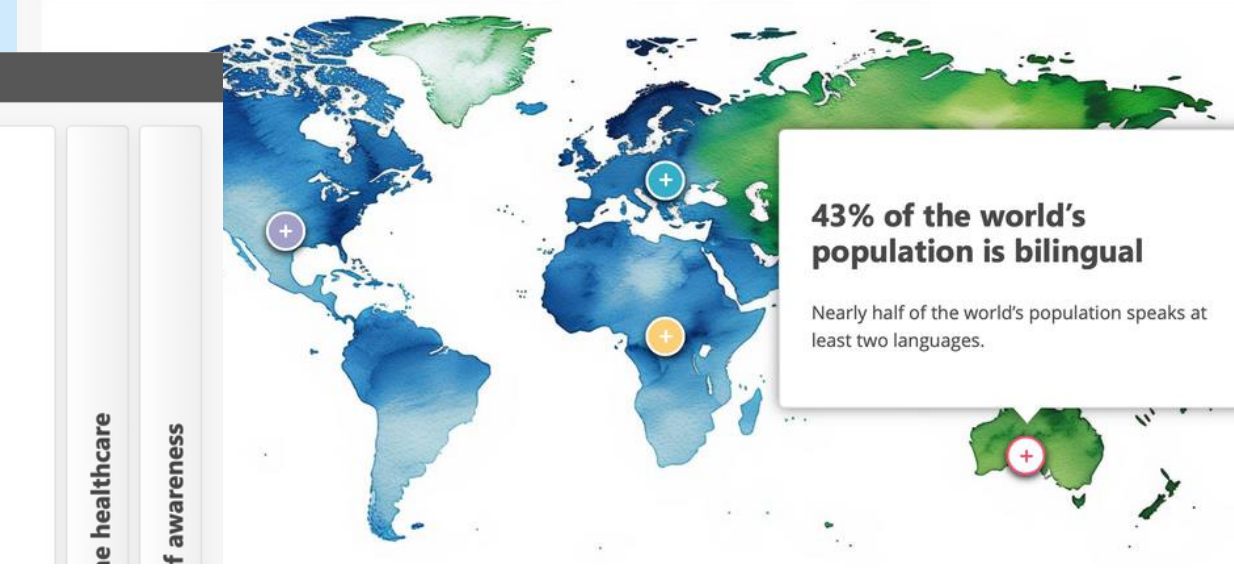 healthcare
awareness
43% of the world’s
population is bilingual
Nearly half of the world’s population speaks at
least two languages.